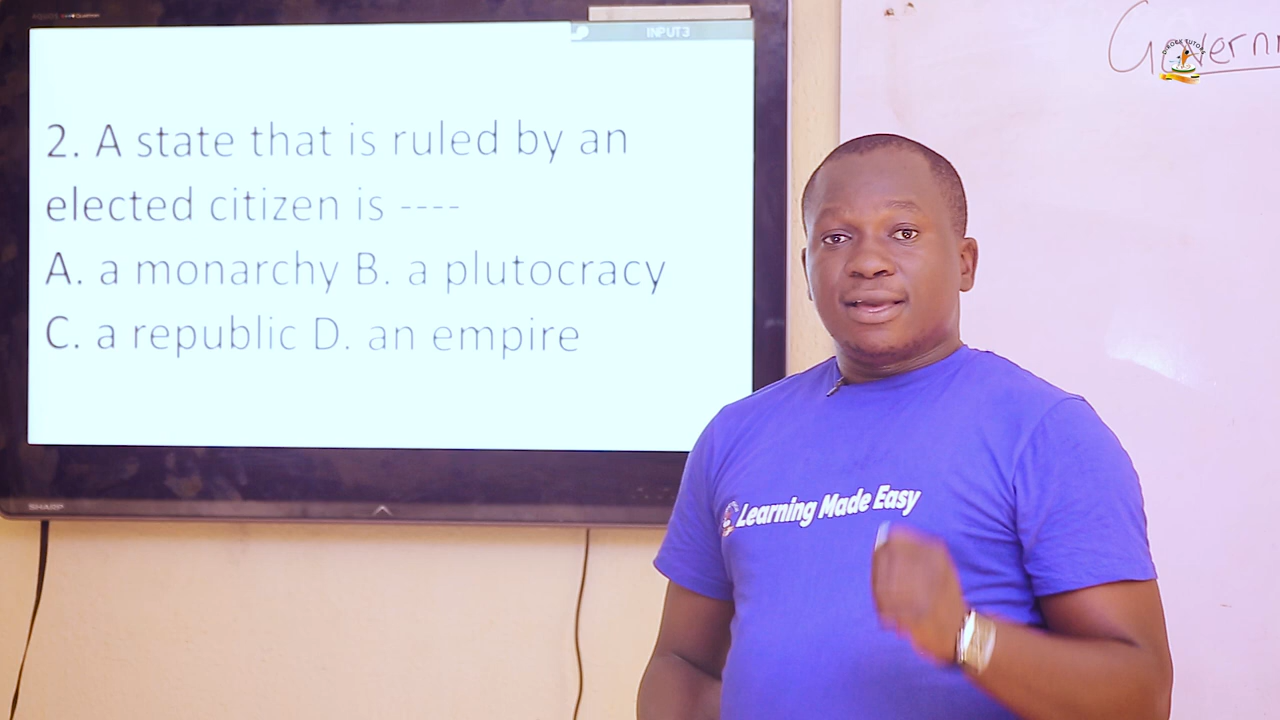 INPUT3
2. A state that is ruled by an
elected citizen is ----
A. a monarchy B. a plutocracy
C. a republic D. an empire
SHARP
Learning Made Easy
Governm